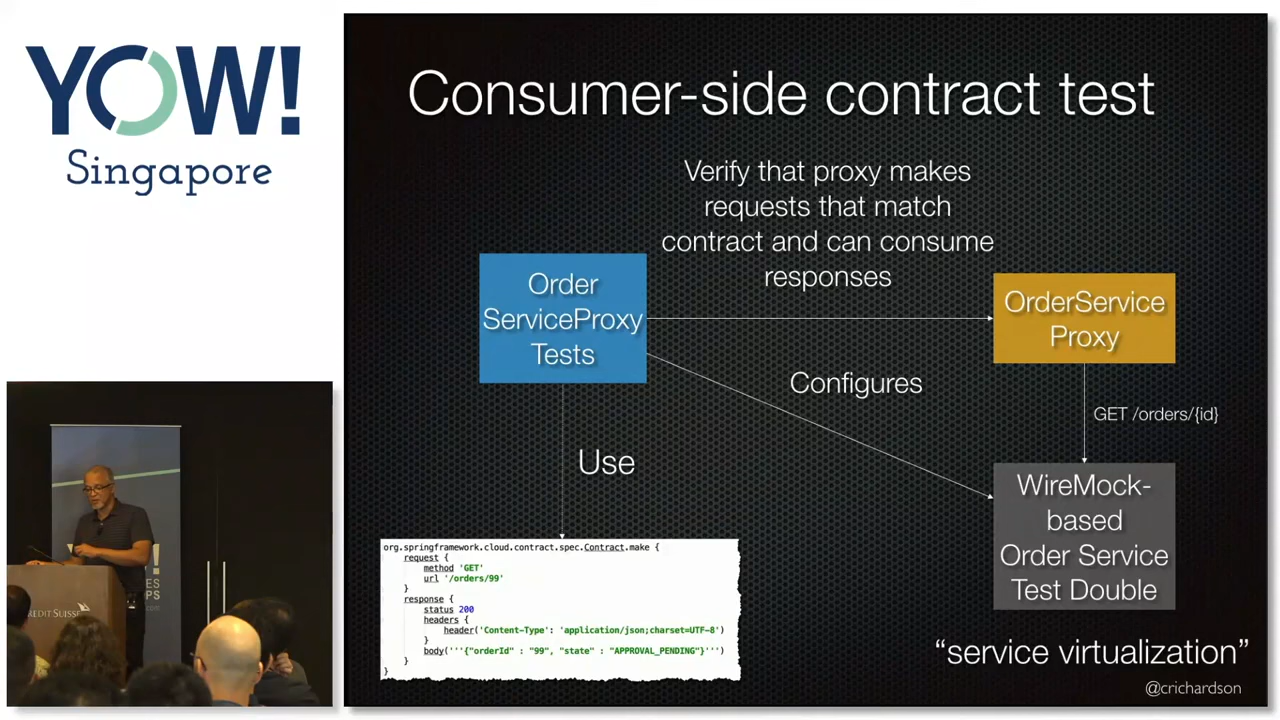 YOW!
Singapore
Consumer-side contract test
Verify that proxy makes
requests that match
contract and can consume
responses
Order
ServiceProxy
Tests
OrderService
Proxy
Configures
GET /orders/{id}
Use
WireMock-
based
Order Service
Test Double
org.springframework.cloud.contract.spec.Contract.make {
request {
method 'GET'
url '/orders/99'
}
response {
status 200
headers {
header('Content-Type': 'application/json;charset=UTF-8')
}
body('''{"orderId" : "99", "state" : "APPROVAL_PENDING"}''')
}
}
“service virtualization”
@crichardson
CREDIT SUISSE